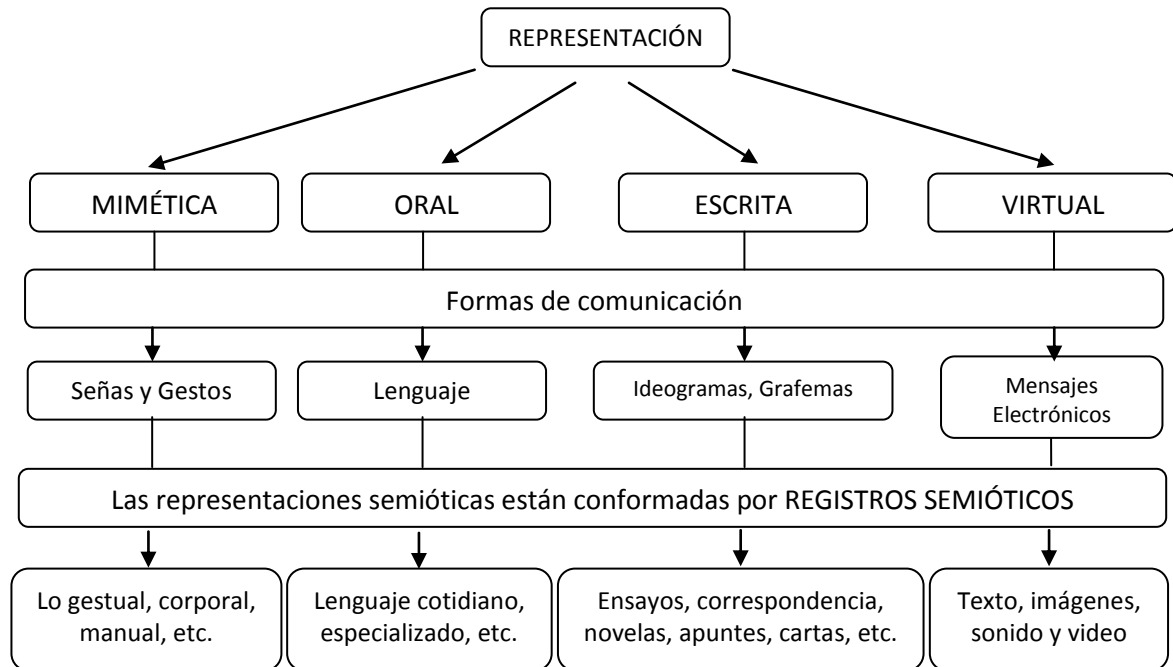 REPRESENTACIÓN
MIMÉTICA
ORAL
ESCRITA
VIRTUAL
Formas de comunicación
Señas y Gestos
Lenguaje
Ideogramas, Grafemas
Mensajes
Electrónicos
Las representaciones semióticas están conformadas por REGISTROS SEMIÓTICOS
Lo gestual, corporal,
manual, etc.
Lenguaje cotidiano,
especializado, etc.
Ensayos, correspondencia,
novelas, apuntes, cartas, etc.
Texto, imágenes,
sonido y video